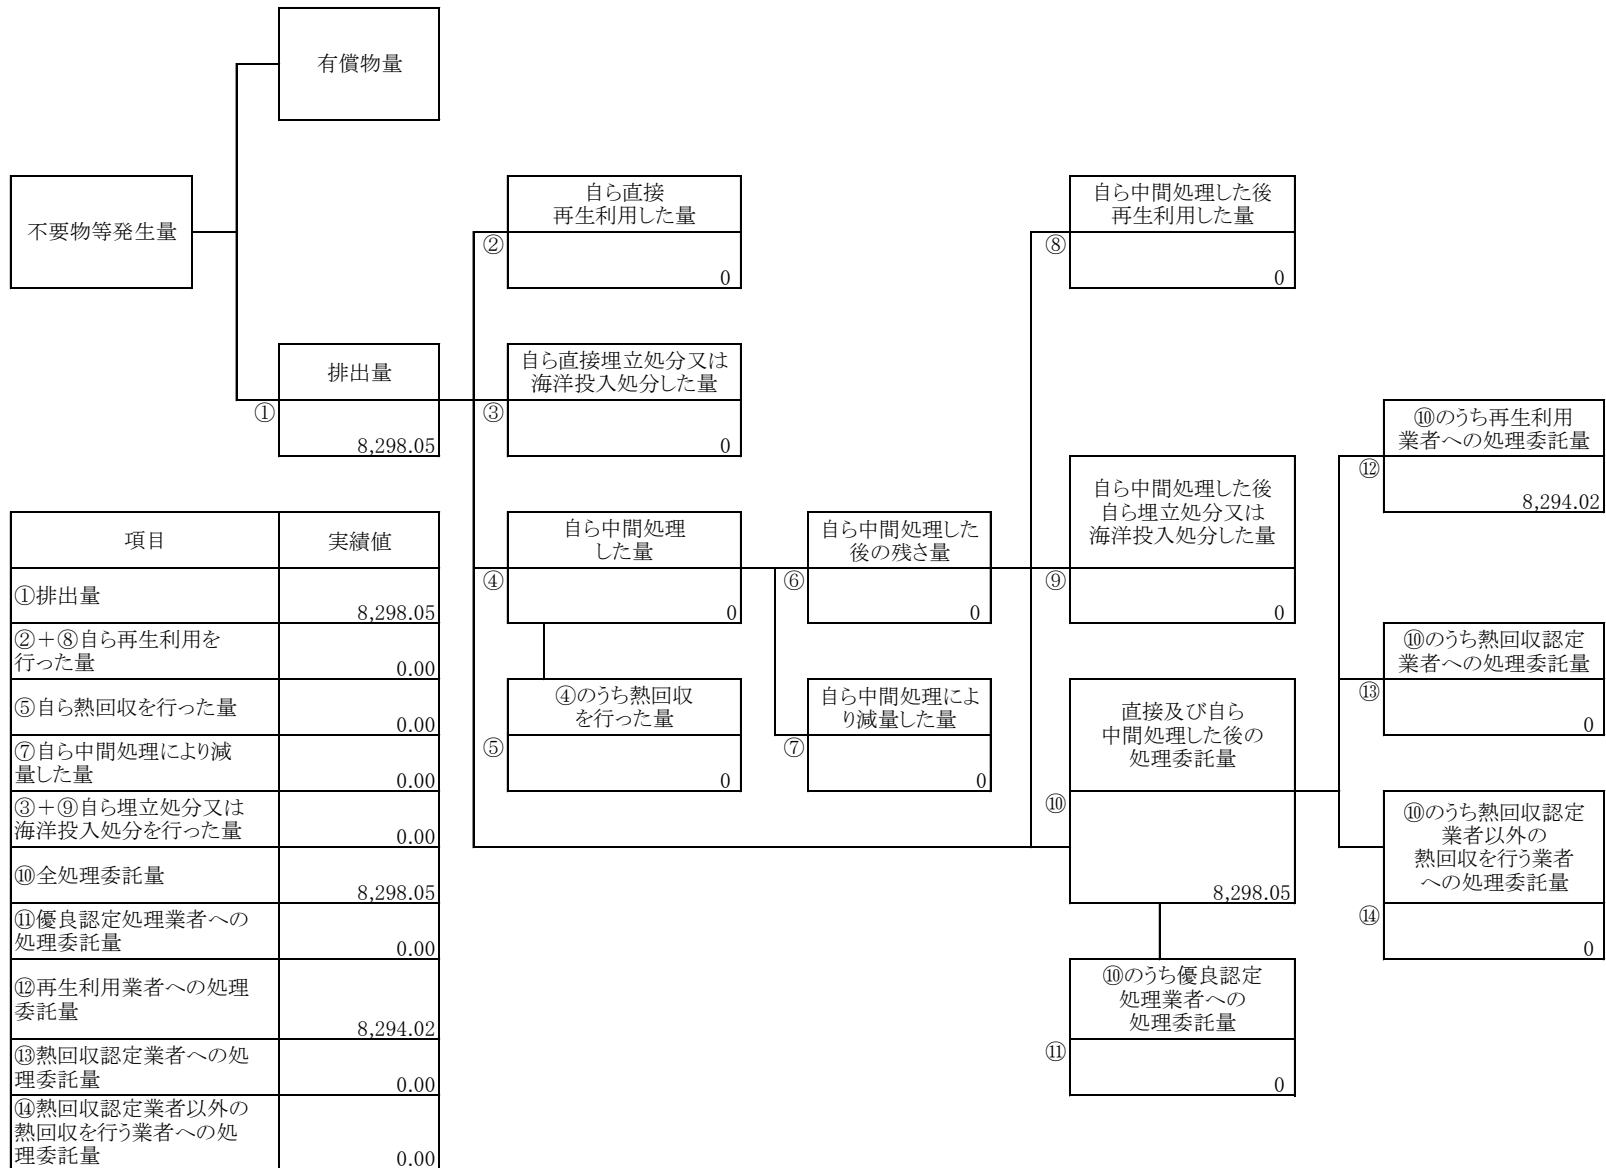 有償物量
不要物等発生量
自ら直接
再生利用した量
②
0
自ら中間処理した後
再生利用した量
⑧
0
排出量
①
8,298.05
自ら直接埋立処分又は
海洋投入処分した量
③
0
自ら中間処理
した量
④
0
自ら中間処理した
後の残さ量
⑥
0
自ら中間処理した後
自ら埋立処分又は
海洋投入処分した量
⑨
0
④のうち熱回収
を行った量
⑤
0
自ら中間処理によ
り減量した量
⑦
0
直接及び自ら
中間処理した後の
処理委託量
⑩
8,298.05
⑩のうち優良認定
処理業者への
処理委託量
⑪
0
⑩のうち再生利用
業者への処理委託量
⑫
8,294.02
⑩のうち熱回収認定
業者への処理委託量
⑬
0
⑩のうち熱回収認定
業者以外の
熱回収を行う業者
への処理委託量
⑭
0
項目 実績値
①排出量
8,298.05
②＋⑧自ら再生利用を
行った量
0.00
⑤自ら熱回収を行った量
0.00
⑦自ら中間処理により減
量した量
0.00
③＋⑨自ら埋立処分又は
海洋投入処分を行った量
0.00
⑩全処理委託量
8,298.05
⑪優良認定処理業者への
処理委託量
0.00
⑫再生利用業者への処理
委託量
8,294.02
⑬熱回収認定業者への処
理委託量
0.00
⑭熱回収認定業者以外の
熱回収を行う業者への処
理委託量
0.00